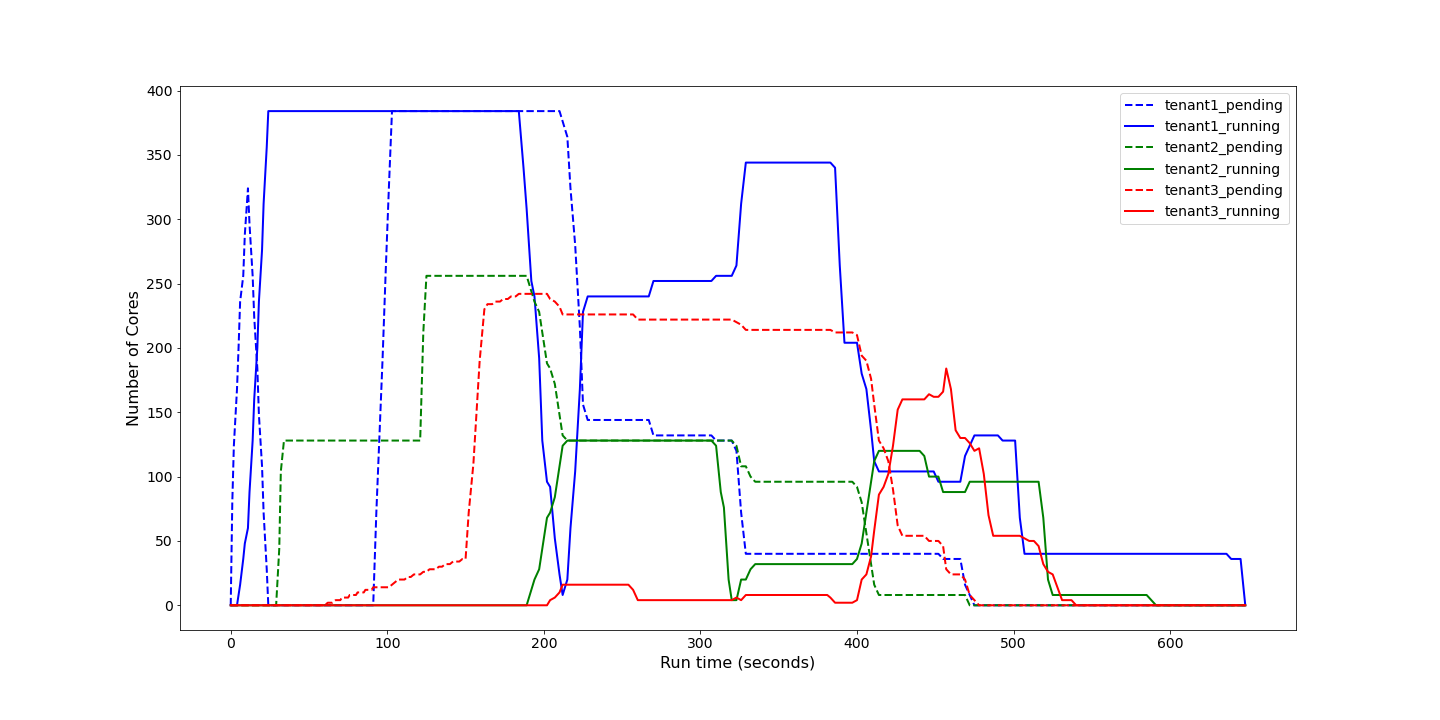 400
350
300
250
200
150
100
50
0
Number of Cores
0 100 200 300 400 500 600
Run time (seconds)
tenant1_pending
tenant1_running
tenant2_pending
tenant2_running
tenant3_pending
tenant3_running